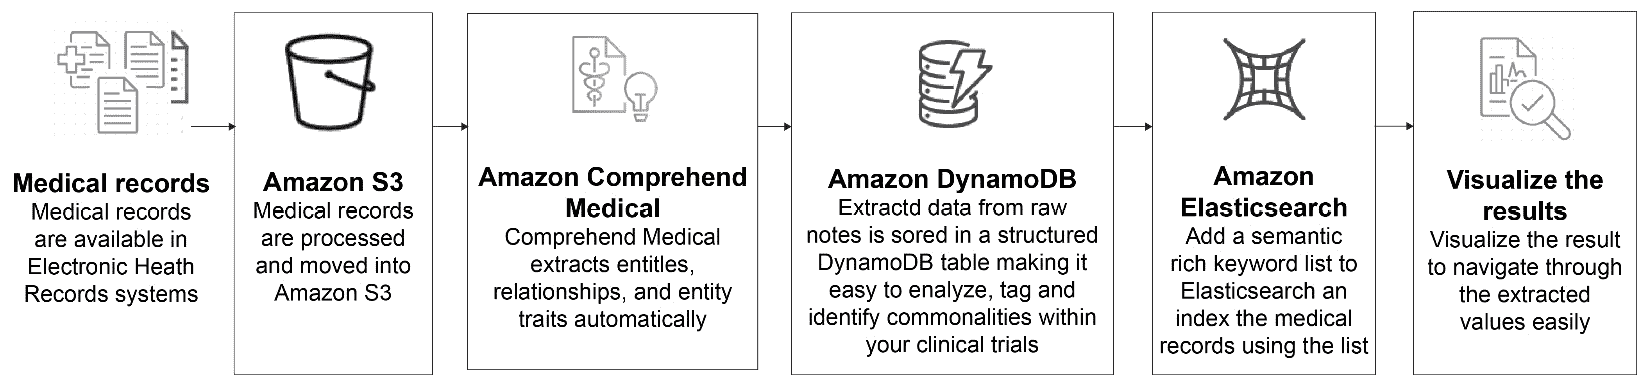 Medical records
Medical records
are available in
Electronic Heath
Records systems
Amazon S3
Medical records
are processed
and moved into
Amazon S3
Amazon Comprehend
Medical
Comprehend Medical
extracts entitles,
relationships, and entity
traits automatically
Amazon DynamoDB
Extractd data from raw
notes is sored in a structured
DynamoDB table making it
easy to enalyze, tag and
identify commonalities within
your clinical trials
Amazon
Elasticsearch
Add a semantic
rich keyword list to
Elasticsearch an
index the medical
records using the list
Visualize the
results
Visualize the result
to navigate through
the extracted
values easily